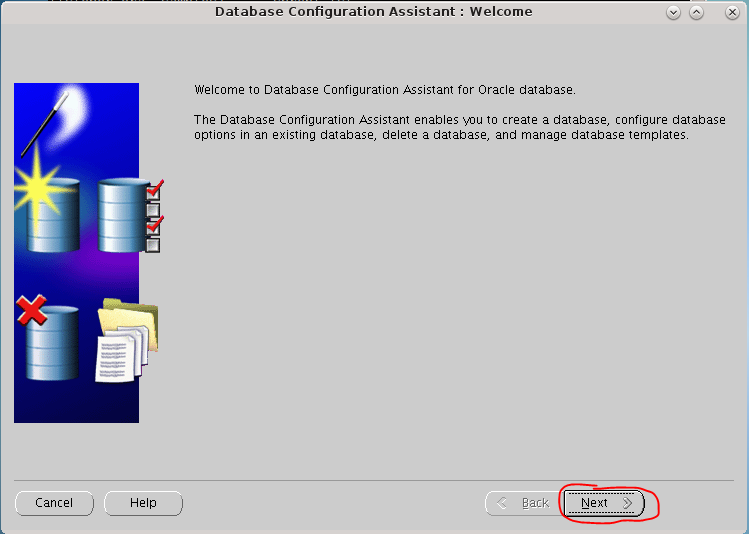 Database Configuration Assistant : Welcome
Welcome to Database Configuration Assistant for Oracle database.
The Database Configuration Assistant enables you to create a database, configure database
options in an existing database, delete a database, and manage database templates.
Cancel
Help
Back
Next